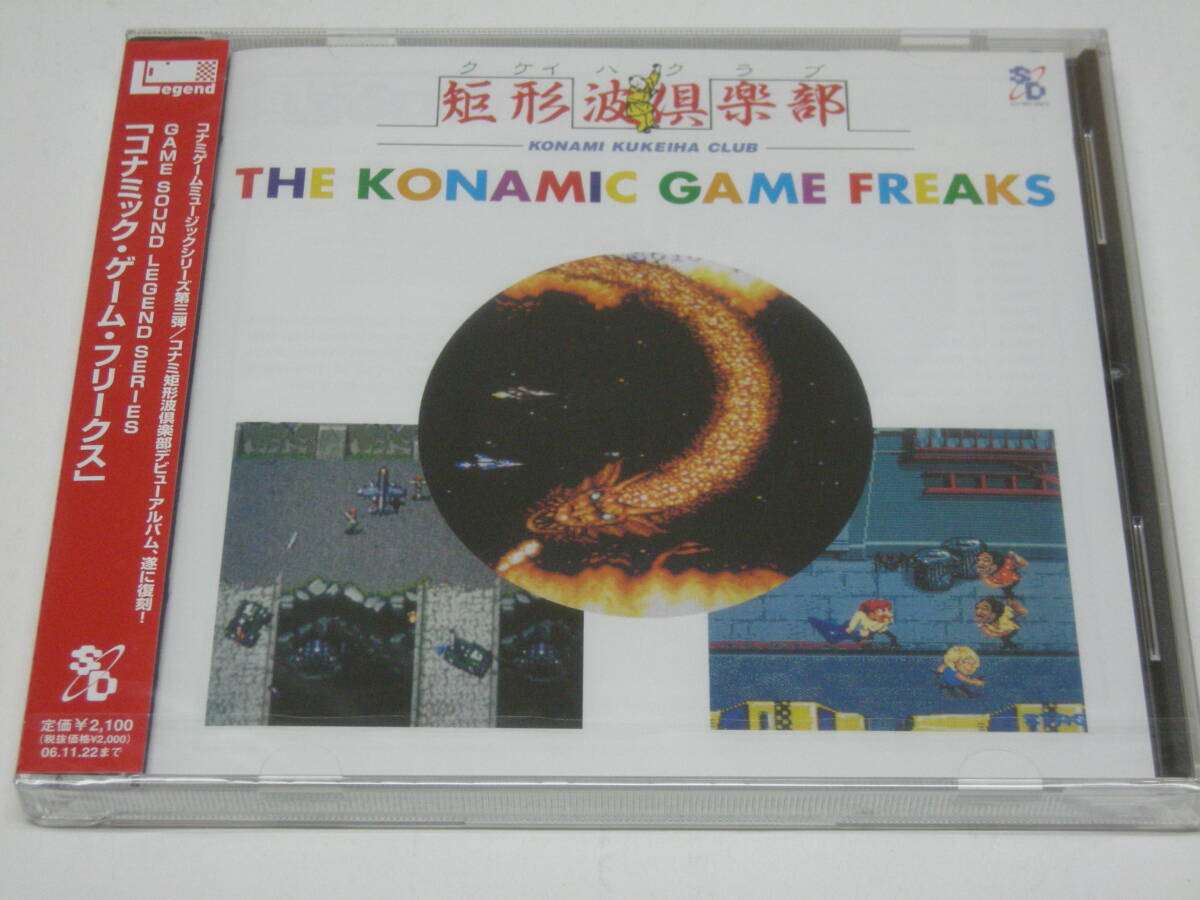 Legend
コナミゲームミュージックシリーズ第三弾/コナミ矩形波倶楽部デビューアルバム、遂に復刻!
GAME SOUND LEGEND SERIES
「コナミック・ゲーム・フリークス」
SD
定価¥2,100
(税抜価格¥2,000)
06.11.22まで
クケイハクラブ
矩形波倶楽部
KONAMI KUKEIHA CLUB
THE KONAMIC GAME FREAKS
SD